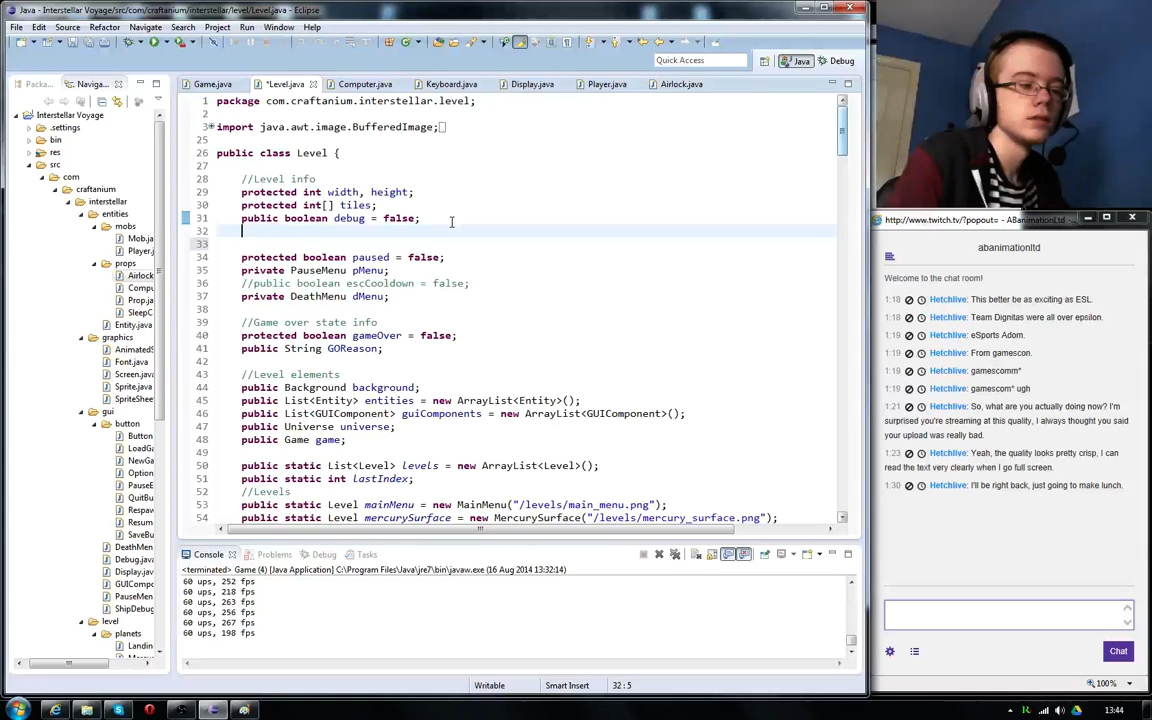 Java - Interstellar Voyage/src/com/craftanium/interstellar/level/Level.java - Eclipse
File Edit Source Refactor Navigate Search Project Run Window Help
Quick Access
Java
Debug
Packa
Naviga
Game.java
*Level.java
Computer.java
Keyboard.java
Display.java
Player.java
Airlock.java
Interstellar Voyage
.settings
bin
res
src
com
craftanium
interstellar
entities
mobs
Mob.ja
Player.
props
Airlock
Compu
Prop.ja
SleepC
Entity.java
graphics
AnimatedS
Font.java
Screen.java
Sprite.java
SpriteSheet
gui
button
Button
LoadGa
NewGa
Option
PauseE
QuitBu
Respaw
Resum
SaveBu
DeathMenu
Debug.java
Display.java
GUICompo
PauseMen
ShipDebug
level
planets
Landin
1 package com.craftanium.interstellar.level;
2
3 import java.awt.image.BufferedImage;
25
26 public class Level {
27
28 //Level info
29 protected int width, height;
30 protected int[] tiles;
31 public boolean debug = false;
32
33
34 protected boolean paused = false;
35 private PauseMenu pMenu;
36 //public boolean escCooldown = false;
37 private DeathMenu dMenu;
38
39 //Game over state info
40 protected boolean gameOver = false;
41 public String GOReason;
42
43 //Level elements
44 public Background background;
45 public List<Entity> entities = new ArrayList<Entity>();
46 public List<GUIComponent> guiComponents = new ArrayList<GUIComponent>();
47 public Universe universe;
48 public Game game;
49
50 public static List<Level> levels = new ArrayList<Level>();
51 public static int lastIndex;
52 //Levels
53 public static Level mainMenu = new MainMenu("/levels/main_menu.png");
54 public static Level mercurySurface = new MercurySurface("/levels/mercury_surface.png");
Console Problems Debug Tasks
<terminated> Game (4) [Java Application] C:\Program Files\Java\jre7\bin\javaw.exe (16 Aug 2014 13:32:14)
60 ups, 252 fps
60 ups, 218 fps
60 ups, 263 fps
60 ups, 256 fps
60 ups, 267 fps
60 ups, 198 fps
Writable
Smart Insert
32 : 5
http://www.twitch.tv/?popout= - ABanimationLtd
abanimationltd
Welcome to the chat room!
1:18 Hetchlive: This better be as exciting as ESL.
1:18 Hetchlive: Team Dignitas were all over epsilon.
1:19 Hetchlive: eSports Adom.
1:19 Hetchlive: From gamescon.
1:19 Hetchlive: gamescomm*
1:19 Hetchlive: gamescom* ugh
1:21 Hetchlive: So, what are you actually doing now? I'm
surprised you're streaming at this quality, I always thought you said
your upload was really bad.
1:23 Hetchlive: Yeah, the quality looks pretty crisp, I can
read the text very clearly when I go full screen.
1:30 Hetchlive: I'll be right back, just going to make lunch.
Chat
100%
13:44